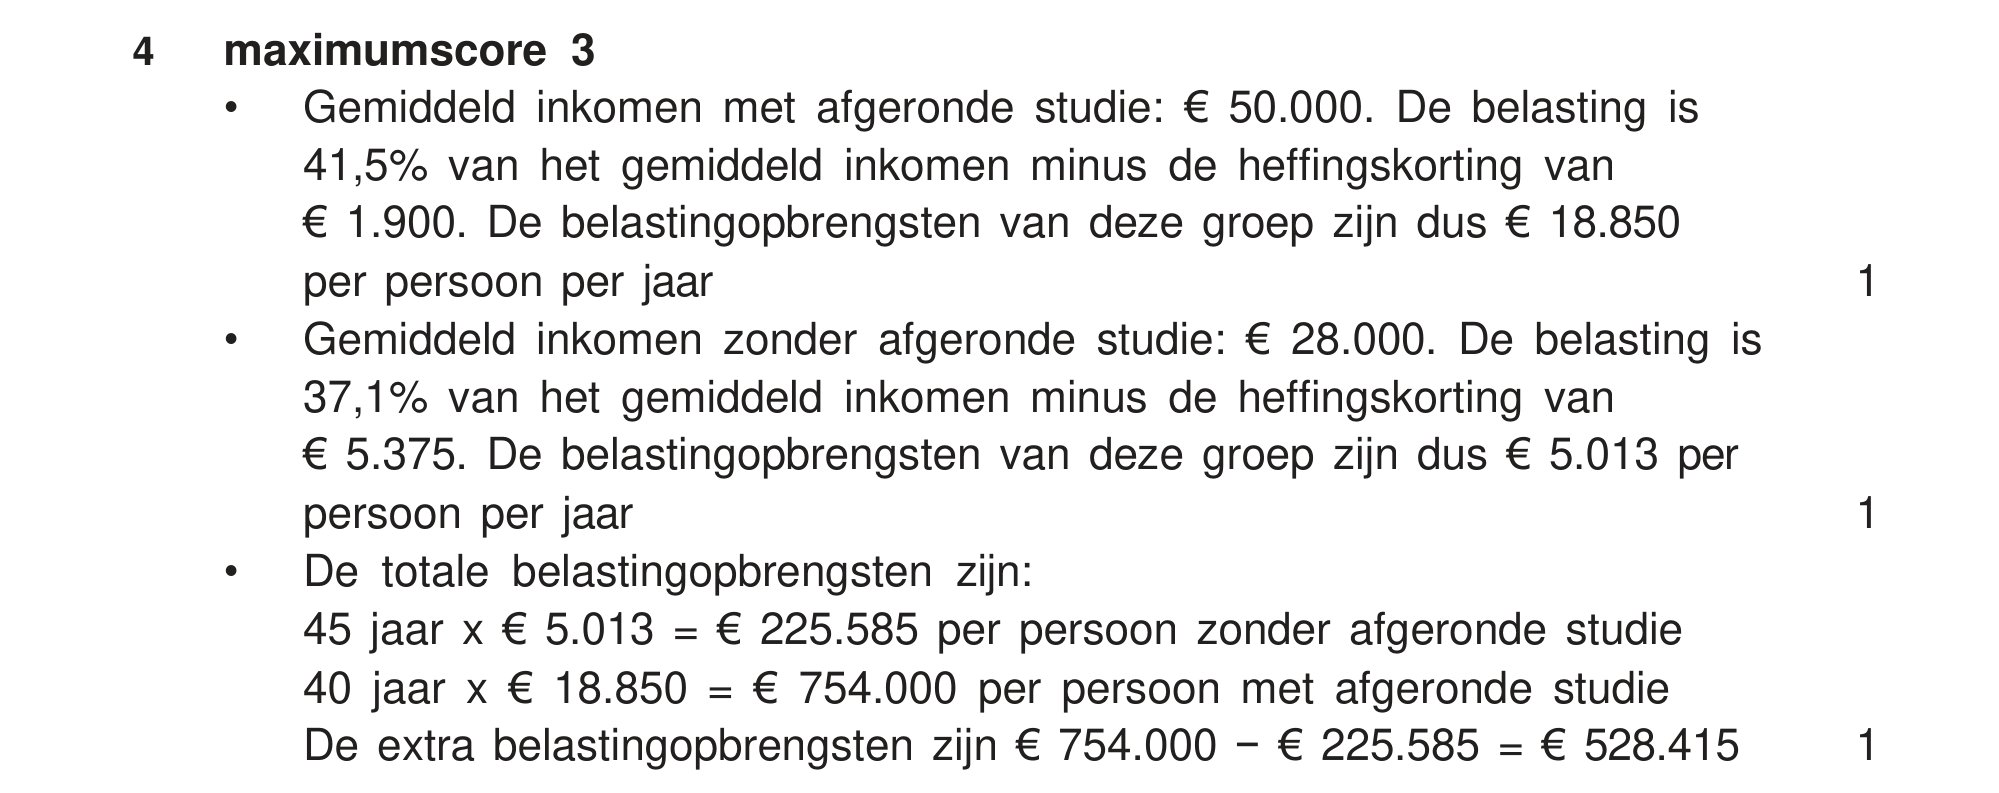 4 maximumscore 3
• Gemiddeld inkomen met afgeronde studie: € 50.000. De belasting is
41,5% van het gemiddeld inkomen minus de heffingskorting van
€ 1.900. De belastingopbrengsten van deze groep zijn dus € 18.850
per persoon per jaar 1
• Gemiddeld inkomen zonder afgeronde studie: € 28.000. De belasting is
37,1% van het gemiddeld inkomen minus de heffingskorting van
€ 5.375. De belastingopbrengsten van deze groep zijn dus € 5.013 per
persoon per jaar 1
• De totale belastingopbrengsten zijn:
45 jaar x € 5.013 = € 225.585 per persoon zonder afgeronde studie
40 jaar x € 18.850 = € 754.000 per persoon met afgeronde studie
De extra belastingopbrengsten zijn € 754.000 − € 225.585 = € 528.415 1